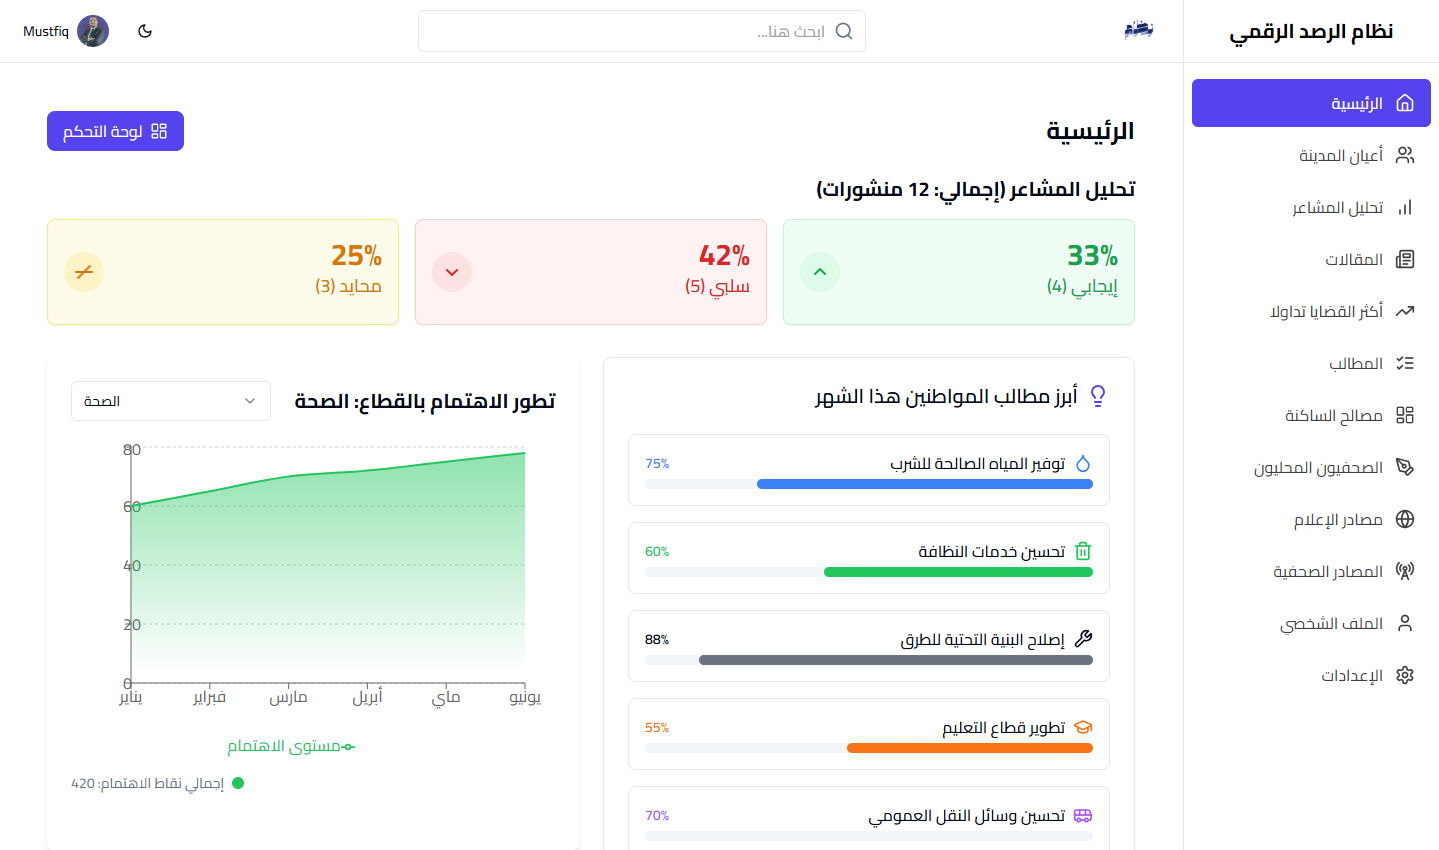 نظام الرصد الرقمي
الرئيسية
أعيان المدينة
تحليل المشاعر
المقالات
أكثر القضايا تداولا
المطالب
مصالح الساكنة
الصحفيون المحليون
مصادر الإعلام
المصادر الصحفية
الملف الشخصي
الإعدادات
ابحث هنا...
Mustfiq
الرئيسية
لوحة التحكم
تحليل المشاعر (إجمالي: 12 منشورات)
33%
إيجابي (4)
42%
سلبي (5)
25%
محايد (3)
أبرز مطالب المواطنين هذا الشهر
توفير المياه الصالحة للشرب 75%
تحسين خدمات النظافة 60%
إصلاح البنية التحتية للطرق 88%
تطوير قطاع التعليم 55%
تحسين وسائل النقل العمومي 70%
تطور الاهتمام بالقطاع: الصحة
الصحة
80
60
40
20
0
يناير فبراير مارس أبريل ماي يونيو
مستوى الاهتمام
إجمالي نقاط الاهتمام: 420